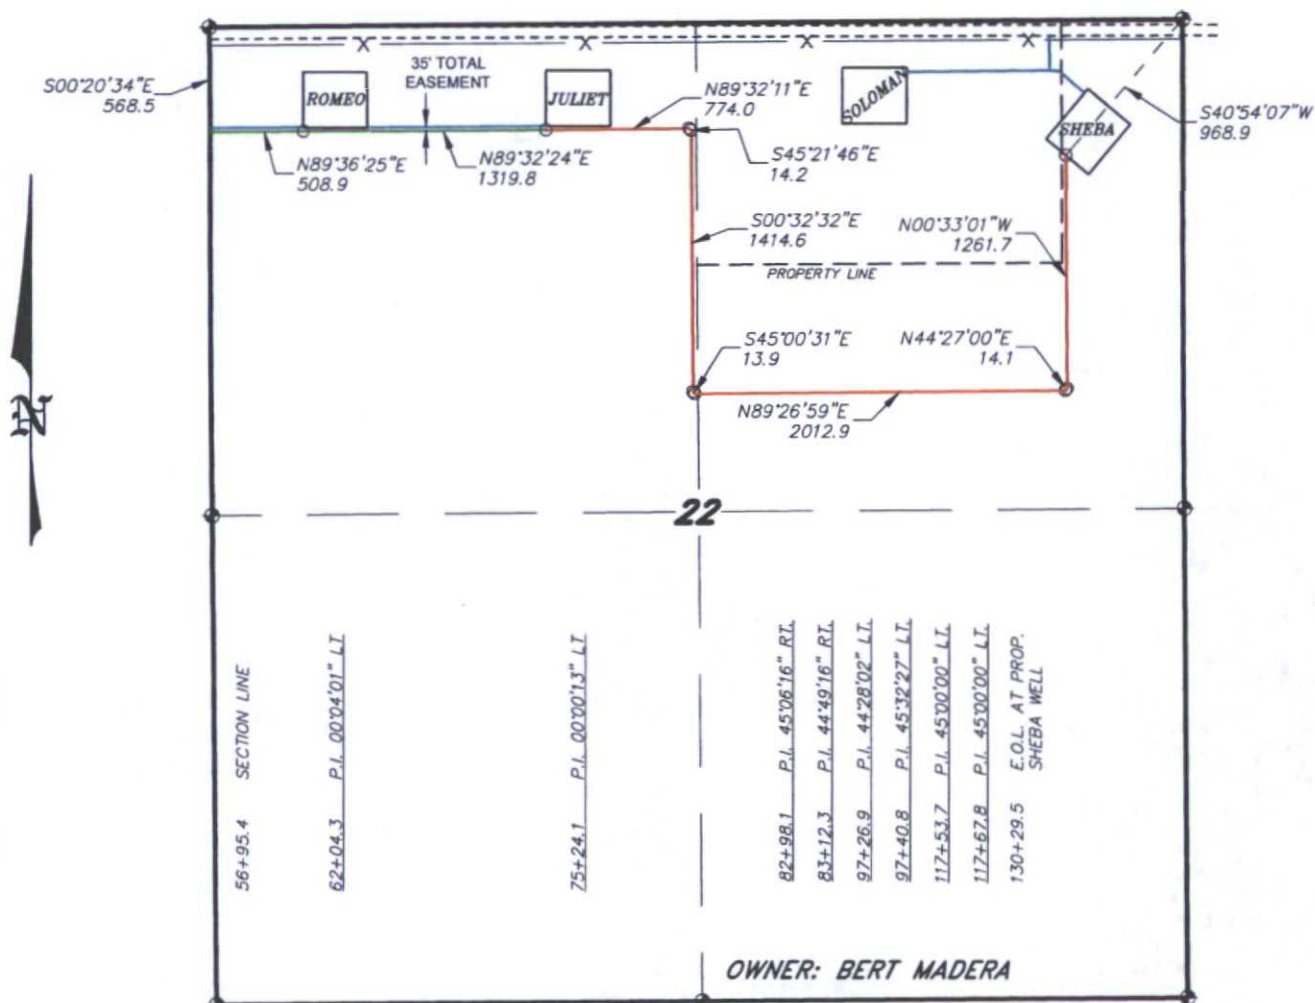 S00°20'34"E
568.5
35' TOTAL
EASEMENT
ROMEO
JULIET
N89°32'11"E
774.0
SOLOMAN
SHEBA
S40°54'07"W
968.9
N89°36'25"E
508.9
N89°32'24"E
1319.8
S45°21'46"E
14.2
S00°32'32"E
1414.6
N00°33'01"W
1261.7
PROPERTY LINE
S45°00'31"E
13.9
N44°27'00"E
14.1
N89°26'59"E
2012.9
22
56+95.4 SECTION LINE
62+04.3 P.I. 00°04'01" LT
75+24.1 P.I. 00°00'13" LT
82+98.1 P.I. 45°06'16" RT.
83+12.3 P.I. 44°49'16" RT.
97+26.9 P.I. 44°28'02" LT.
97+40.8 P.I. 45°32'27" LT.
117+53.7 P.I. 45°00'00" LT.
117+67.8 P.I. 45°00'00" LT.
130+29.5 E.O.L. AT PROP.
SHEBA WELL
OWNER: BERT MADERA